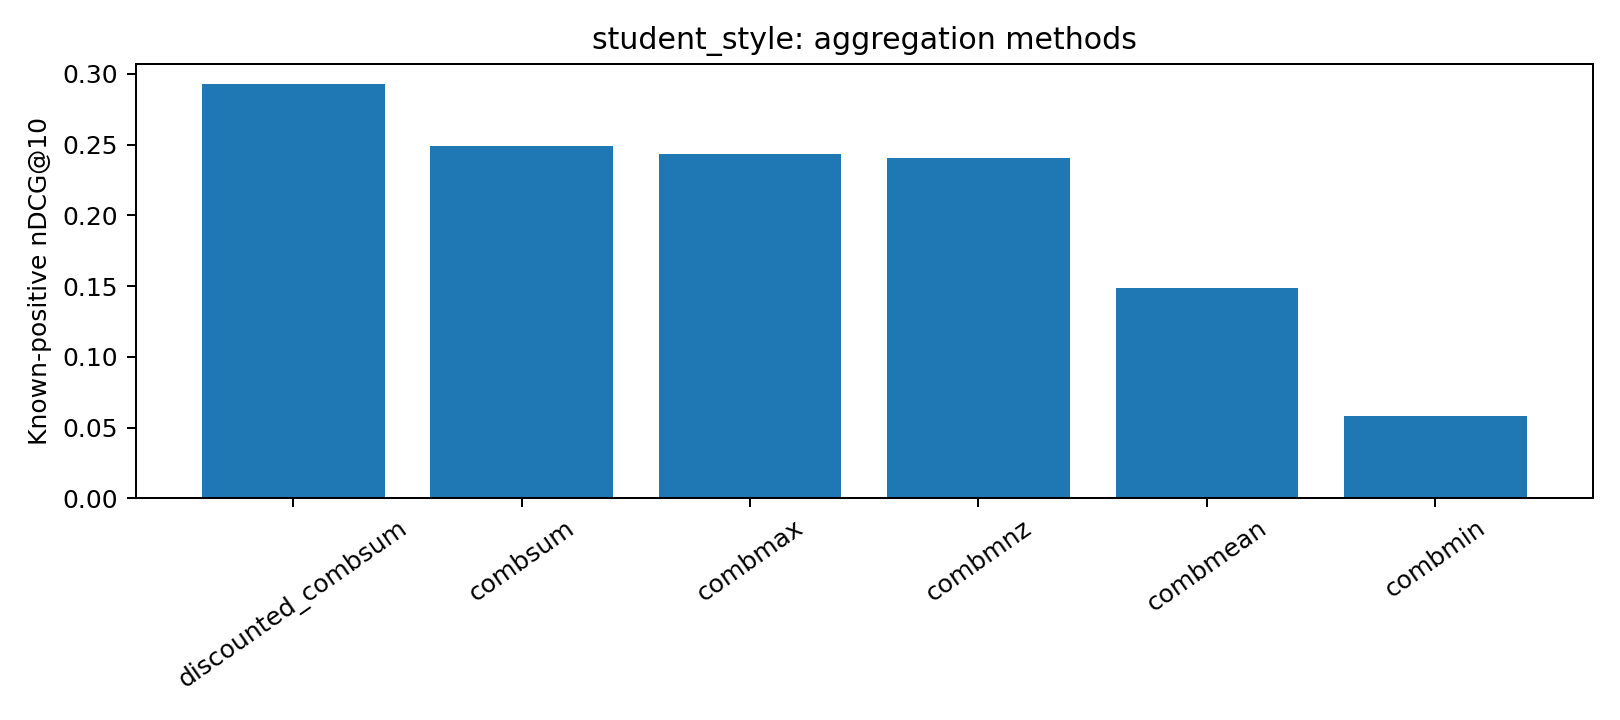 student_style: aggregation methods
Known-positive nDCG@10
0.30
0.25
0.20
0.15
0.10
0.05
0.00
discounted_combsum
combsum
combmax
combmnz
combmean
combmin